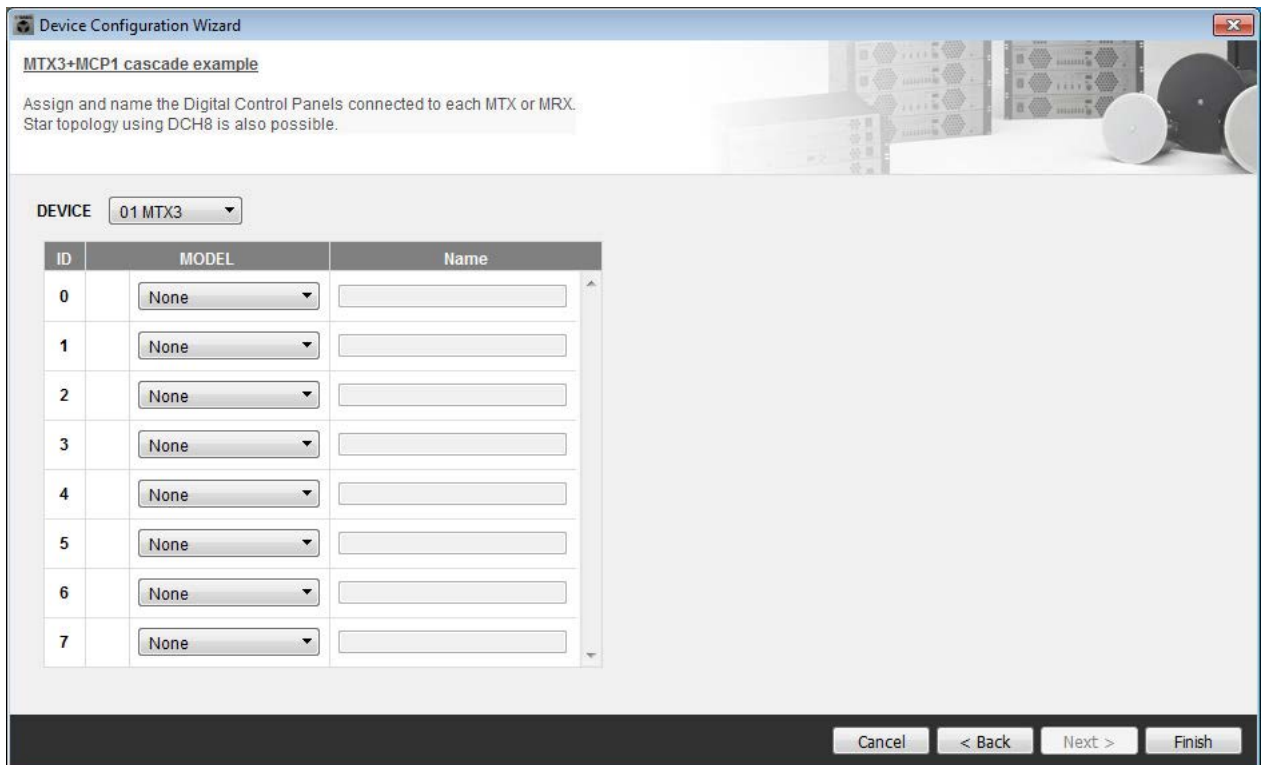 Device Configuration Wizard
MTX3+MCP1 cascade example
Assign and name the Digital Control Panels connected to each MTX or MRX.
Star topology using DCH8 is also possible.
DEVICE 01 MTX3
ID MODEL Name
0 None
1 None
2 None
3 None
4 None
5 None
6 None
7 None
Cancel < Back Next > Finish